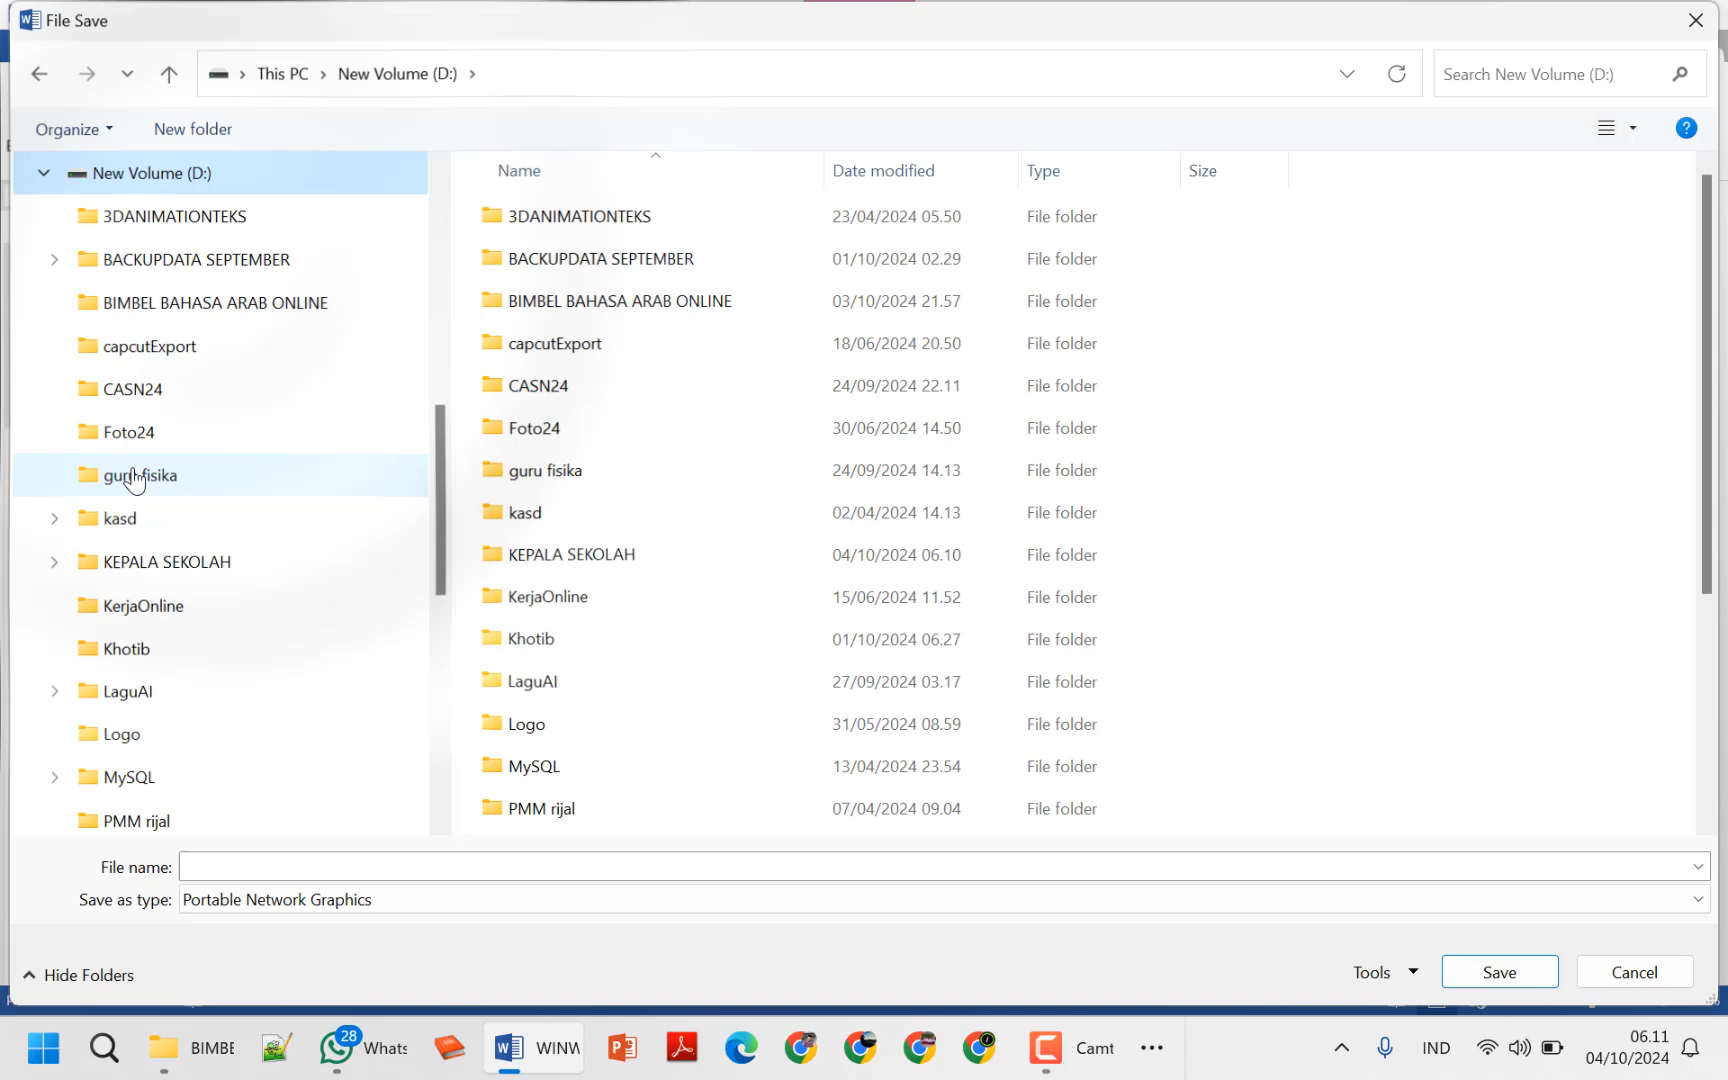 File Save
This PC > New Volume (D:) >
Search New Volume (D:)
Organize
New folder
New Volume (D:)
3DANIMATIONTEKS
BACKUPDATA SEPTEMBER
BIMBEL BAHASA ARAB ONLINE
capcutExport
CASN24
Foto24
guru fisika
kasd
KEPALA SEKOLAH
KerjaOnline
Khotib
LaguAI
Logo
MySQL
PMM rijal
Name Date modified Type Size
3DANIMATIONTEKS 23/04/2024 05.50 File folder
BACKUPDATA SEPTEMBER 01/10/2024 02.29 File folder
BIMBEL BAHASA ARAB ONLINE 03/10/2024 21.57 File folder
capcutExport 18/06/2024 20.50 File folder
CASN24 24/09/2024 22.11 File folder
Foto24 30/06/2024 14.50 File folder
guru fisika 24/09/2024 14.13 File folder
kasd 02/04/2024 14.13 File folder
KEPALA SEKOLAH 04/10/2024 06.10 File folder
KerjaOnline 15/06/2024 11.52 File folder
Khotib 01/10/2024 06.27 File folder
LaguAI 27/09/2024 03.17 File folder
Logo 31/05/2024 08.59 File folder
MySQL 13/04/2024 23.54 File folder
PMM rijal 07/04/2024 09.04 File folder
File name:
Save as type: Portable Network Graphics
Hide Folders
Tools
Save
Cancel
BIMBE
28
Whats
WINW
Camt
IND
06.11
04/10/2024